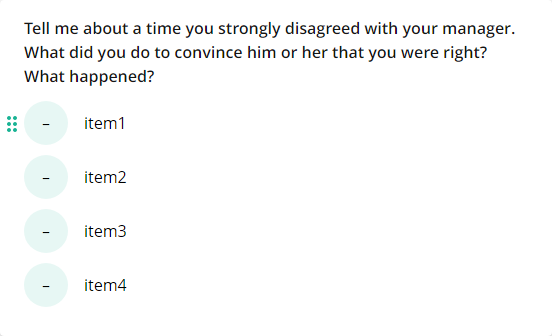 Tell me about a time you strongly disagreed with your manager.
What did you do to convince him or her that you were right?
What happened?
– item1
– item2
– item3
– item4